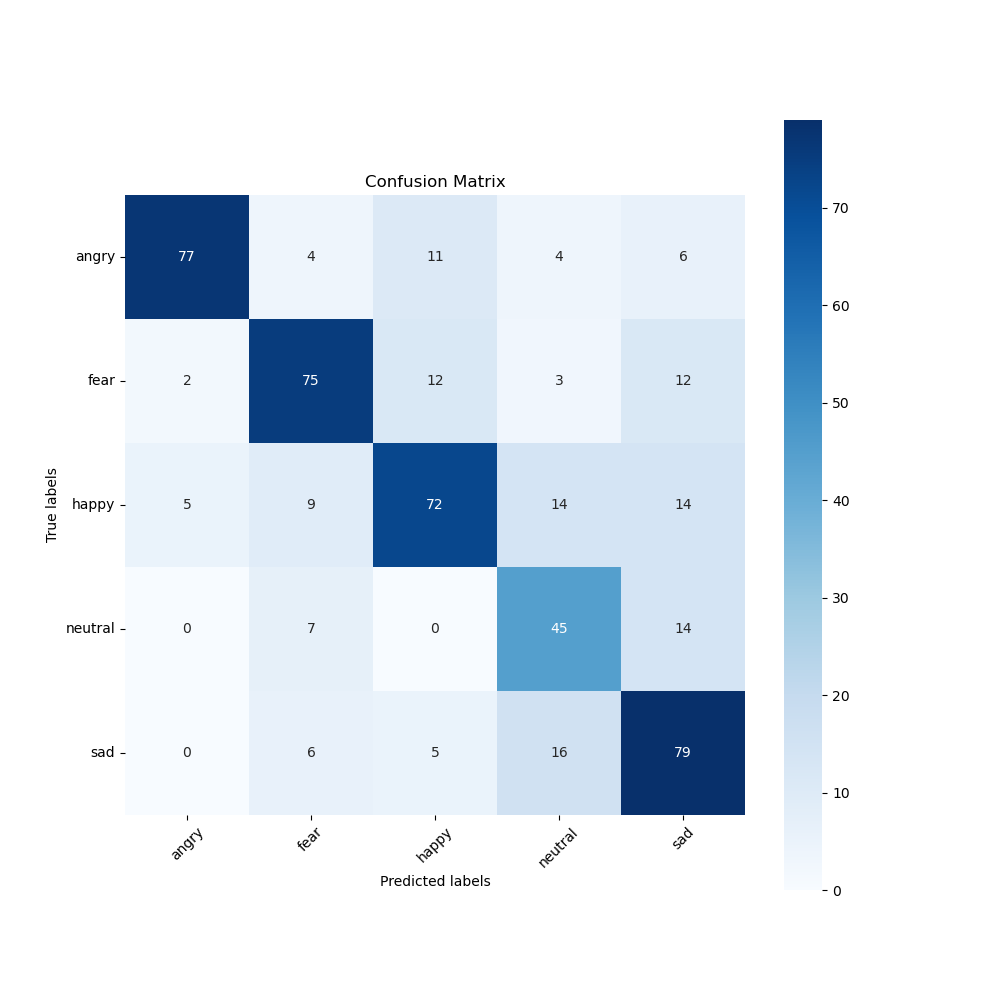 Confusion Matrix
angry 77 4 11 4 6
fear 2 75 12 3 12
happy 5 9 72 14 14
neutral 0 7 0 45 14
sad 0 6 5 16 79
angry fear happy neutral sad
Predicted labels
True labels
70
60
50
40
30
20
10
0